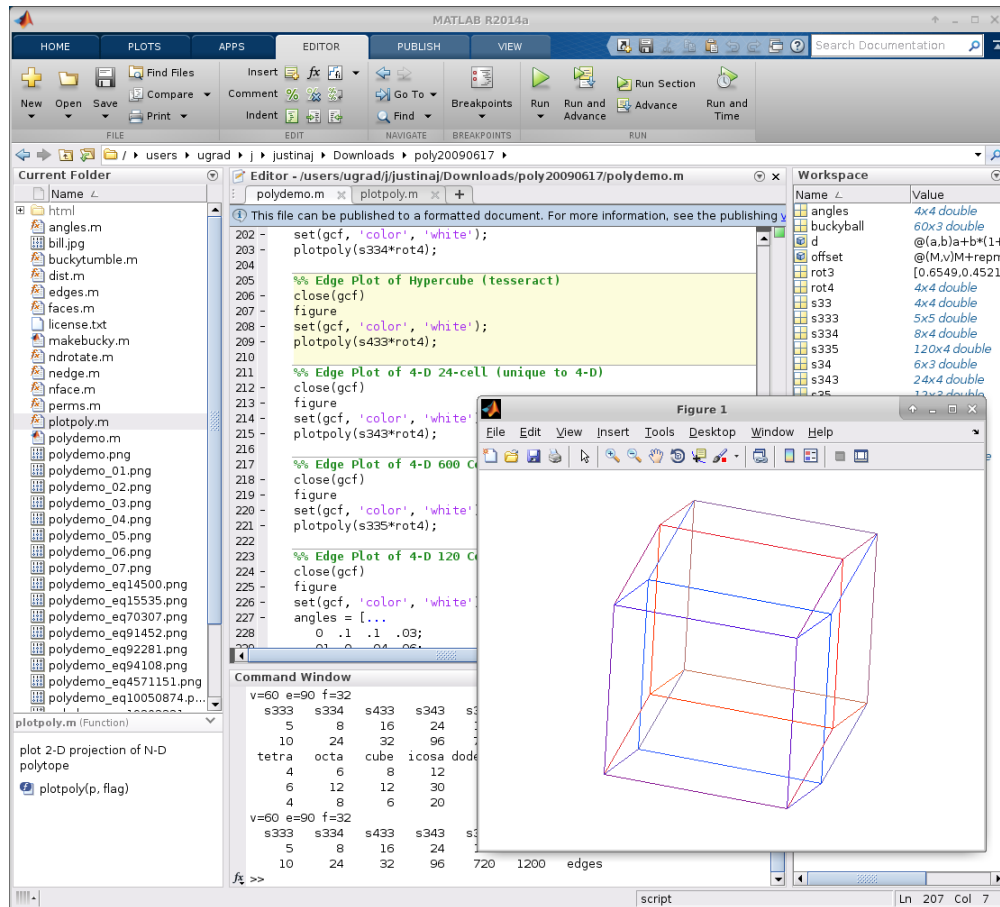 MATLAB R2014a
HOME PLOTS APPS EDITOR PUBLISH VIEW Search Documentation
New Open Save Find Files Compare Print
FILE
Insert fx
Comment %
Indent
EDIT
Go To
Find
NAVIGATE
Breakpoints
BREAKPOINTS
Run Run and Advance Run Section Advance Run and Time
RUN
/ users ugrad j justinaj Downloads poly20090617
Current Folder
Name
html
angles.m
bill.jpg
buckytumble.m
dist.m
edges.m
faces.m
license.txt
makebucky.m
ndrotate.m
nedge.m
nface.m
perms.m
plotpoly.m
polydemo.m
polydemo.png
polydemo_01.png
polydemo_02.png
polydemo_03.png
polydemo_04.png
polydemo_05.png
polydemo_06.png
polydemo_07.png
polydemo_eq14500.png
polydemo_eq15535.png
polydemo_eq70307.png
polydemo_eq91452.png
polydemo_eq92281.png
polydemo_eq94108.png
polydemo_eq4571151.png
polydemo_eq10050874.p...
plotpoly.m (Function)
plot 2-D projection of N-D
polytope
plotpoly(p, flag)
Editor - /users/ugrad/j/justinaj/Downloads/poly20090617/polydemo.m
polydemo.m plotpoly.m +
This file can be published to a formatted document. For more information, see the publishing
202 - set(gcf, 'color', 'white');
203 - plotpoly(s334*rot4);
204
205 %% Edge Plot of Hypercube (tesseract)
206 - close(gcf)
207 - figure
208 - set(gcf, 'color', 'white');
209 - plotpoly(s433*rot4);
210
211 %% Edge Plot of 4-D 24-cell (unique to 4-D)
212 - close(gcf)
213 - figure
214 - set(gcf, 'color', 'white'
215 - plotpoly(s343*rot4);
216
217 %% Edge Plot of 4-D 600 Ce
218 - close(gcf)
219 - figure
220 - set(gcf, 'color', 'white'
221 - plotpoly(s335*rot4);
222
223 %% Edge Plot of 4-D 120 Ce
224 - close(gcf)
225 - figure
226 - set(gcf, 'color', 'white'
227 - angles = [...
228 0 .1 .1 .03;
Command Window
v=60 e=90 f=32
s333 s334 s433 s343
5 8 16 24
10 24 32 96
tetra octa cube icosa
4 6 8 12
6 12 12 30
4 8 6 20
v=60 e=90 f=32
s333 s334 s433 s343
5 8 16 24
10 24 32 96 720 1200 edges
fx >>
Workspace
Name Value
angles 4x4 double
buckyball 60x3 double
d @(a,b)a+b*(1+
offset @(M,v)M+repm
rot3 [0.6549,0.4521
rot4 4x4 double
s33 4x4 double
s333 5x5 double
s334 8x4 double
s335 120x4 double
s34 6x3 double
s343 24x4 double
s35 12x3 double
Figure 1
File Edit View Insert Tools Desktop Window Help
script Ln 207 Col 7